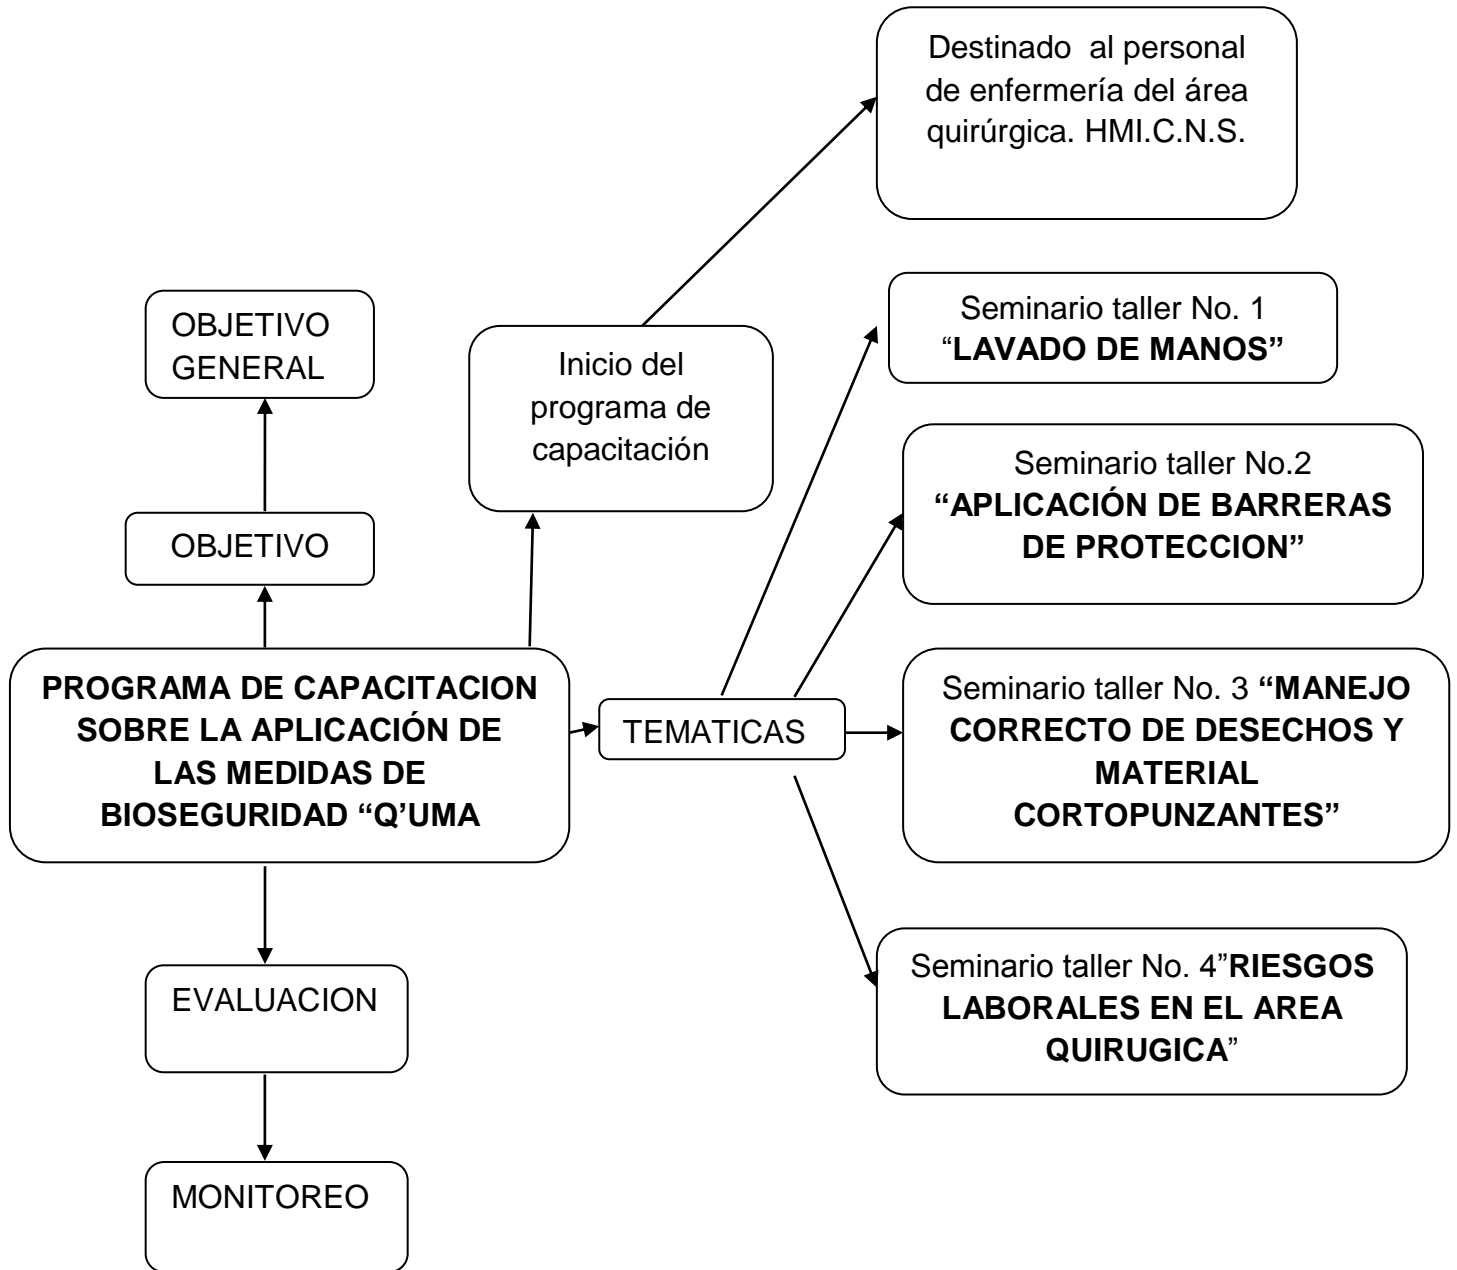 Destinado al personal
de enfermería del área
quirúrgica. HMI.C.N.S.
OBJETIVO
GENERAL
Inicio del
programa de
capacitación
Seminario taller No. 1
“LAVADO DE MANOS”
Seminario taller No.2
“APLICACIÓN DE BARRERAS
DE PROTECCION”
OBJETIVO
PROGRAMA DE CAPACITACION
SOBRE LA APLICACIÓN DE
LAS MEDIDAS DE
BIOSEGURIDAD “Q’UMA
TEMATICAS
Seminario taller No. 3 “MANEJO
CORRECTO DE DESECHOS Y
MATERIAL
CORTOPUNZANTES”
Seminario taller No. 4”RIESGOS
LABORALES EN EL AREA
QUIRUGICA”
EVALUACION
MONITOREO